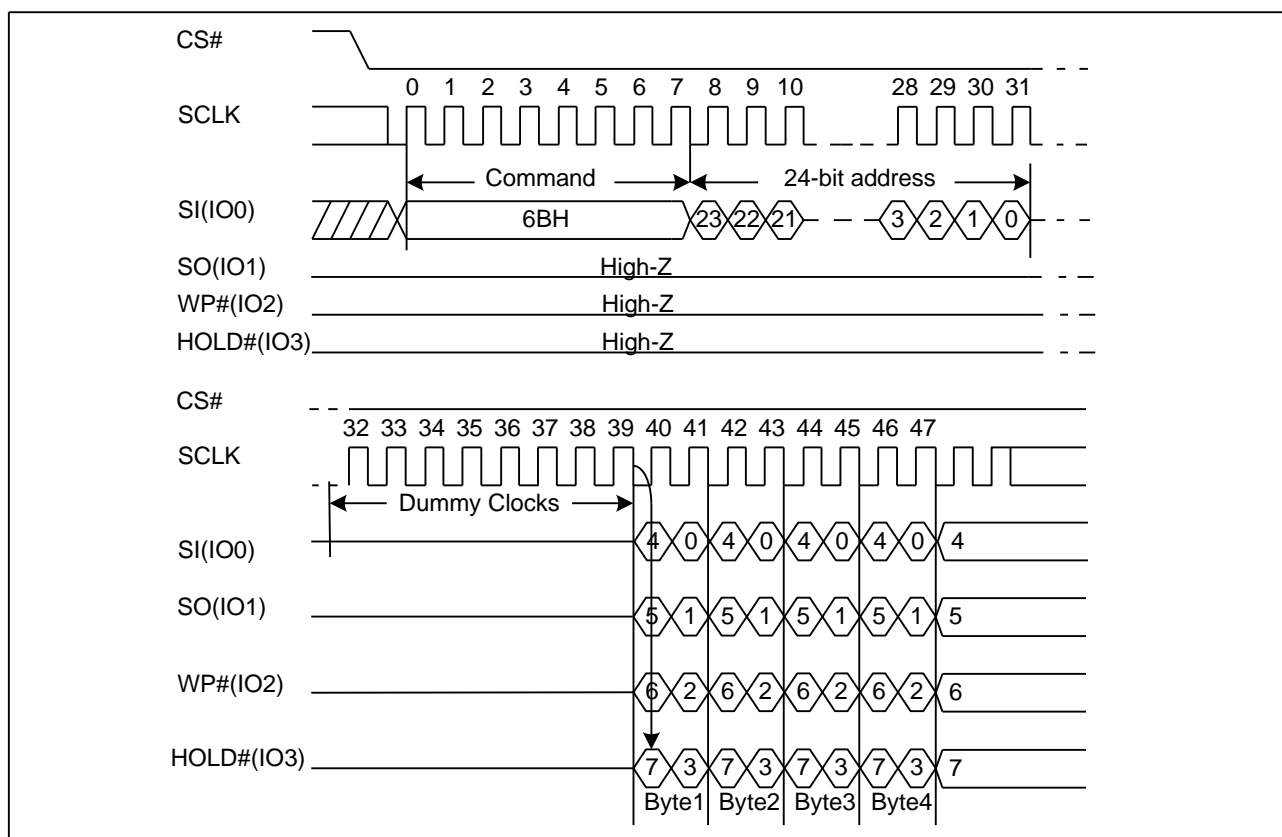 CS#
0 1 2 3 4 5 6 7 8 9 10 28 29 30 31
SCLK
Command 24-bit address
SI(IO0) 6BH 23 22 21 3 2 1 0
SO(IO1) High-Z
WP#(IO2) High-Z
HOLD#(IO3) High-Z
CS#
32 33 34 35 36 37 38 39 40 41 42 43 44 45 46 47
SCLK
Dummy Clocks
SI(IO0) 4 0 4 0 4 0 4 0 4
SO(IO1) 5 1 5 1 5 1 5 1 5
WP#(IO2) 6 2 6 2 6 2 6 2 6
HOLD#(IO3) 7 3 7 3 7 3 7 3 7
Byte1 Byte2 Byte3 Byte4